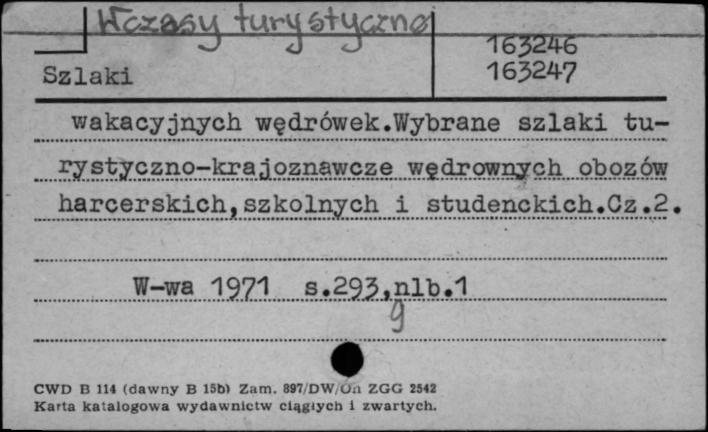 Wczasy turystyczne
163246
Szlaki
163247
wakacyjnych wędrówek.Wybrane szlaki tu-
rystyczno-krajoznawcze wędrownych obozów
harcerskich,szkolnych i studenckich.Cz.2.
W-wa 1971 s.293,nlb.1
9
CWD B 114 (dawny B 15b) Zam. 897/DW/On ZGG 2542
Karta katalogowa wydawnictw ciągłych i zwartych.